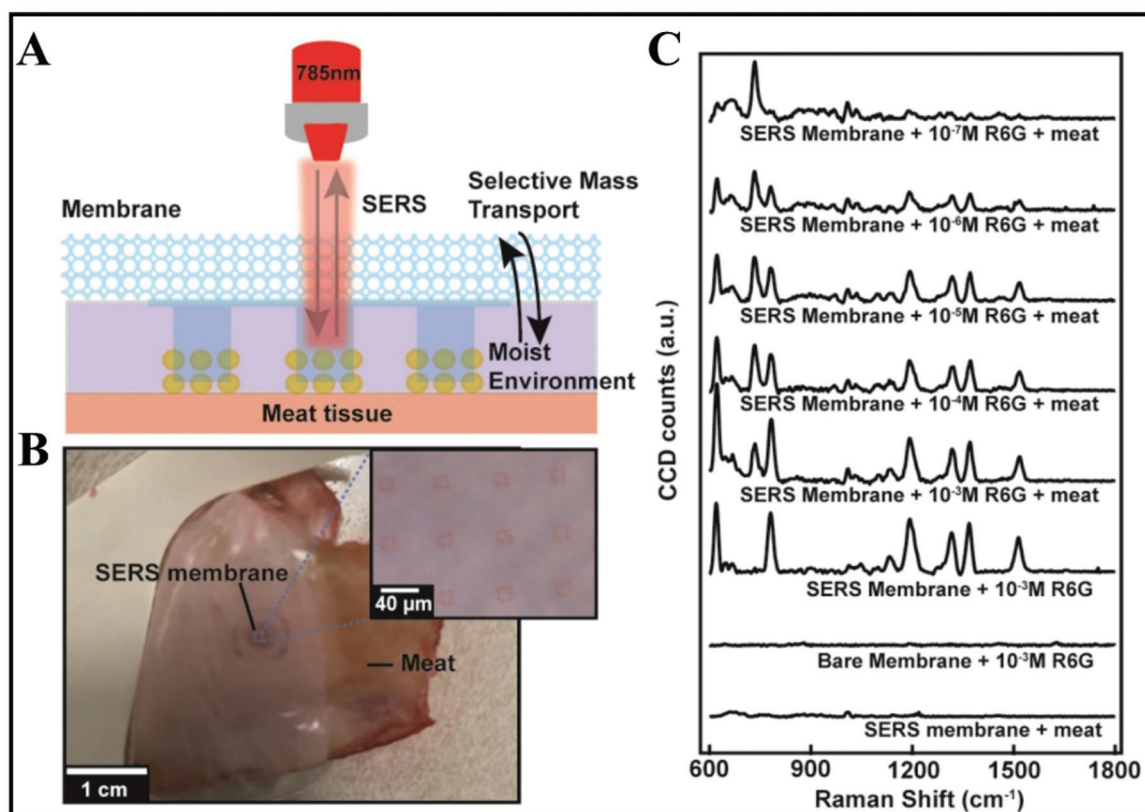 A
785nm
Membrane
SERS
Selective Mass
Transport
Moist
Environment
Meat tissue
B
SERS membrane
Meat
40 µm
1 cm
C
CCD counts (a.u.)
SERS Membrane + 10⁻⁷M R6G + meat
SERS Membrane + 10⁻⁶M R6G + meat
SERS Membrane + 10⁻⁵M R6G + meat
SERS Membrane + 10⁻⁴M R6G + meat
SERS Membrane + 10⁻³M R6G + meat
SERS Membrane + 10⁻³M R6G
Bare Membrane + 10⁻³M R6G
SERS membrane + meat
600 900 1200 1500 1800
Raman Shift (cm⁻¹)